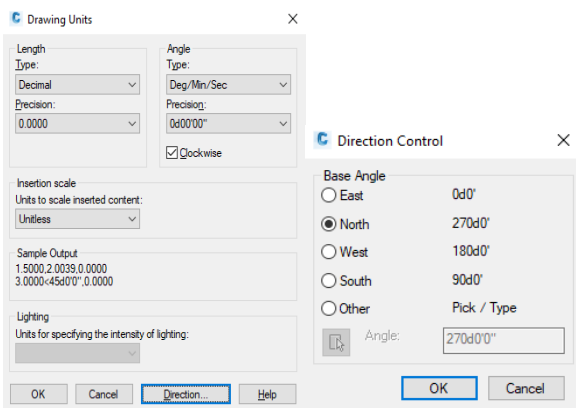 Drawing Units
Length
Type:
Decimal
Precision:
0.0000
Angle
Type:
Deg/Min/Sec
Precision:
0d00'00"
Clockwise
Insertion scale
Units to scale inserted content:
Unitless
Sample Output
1.5000,2.0039,0.0000
3.0000<45d0'0",0.0000
Lighting
Units for specifying the intensity of lighting:
OK Cancel Direction... Help
Direction Control
Base Angle
East 0d0'
North 270d0'
West 180d0'
South 90d0'
Other Pick / Type
Angle: 270d0'0"
OK Cancel